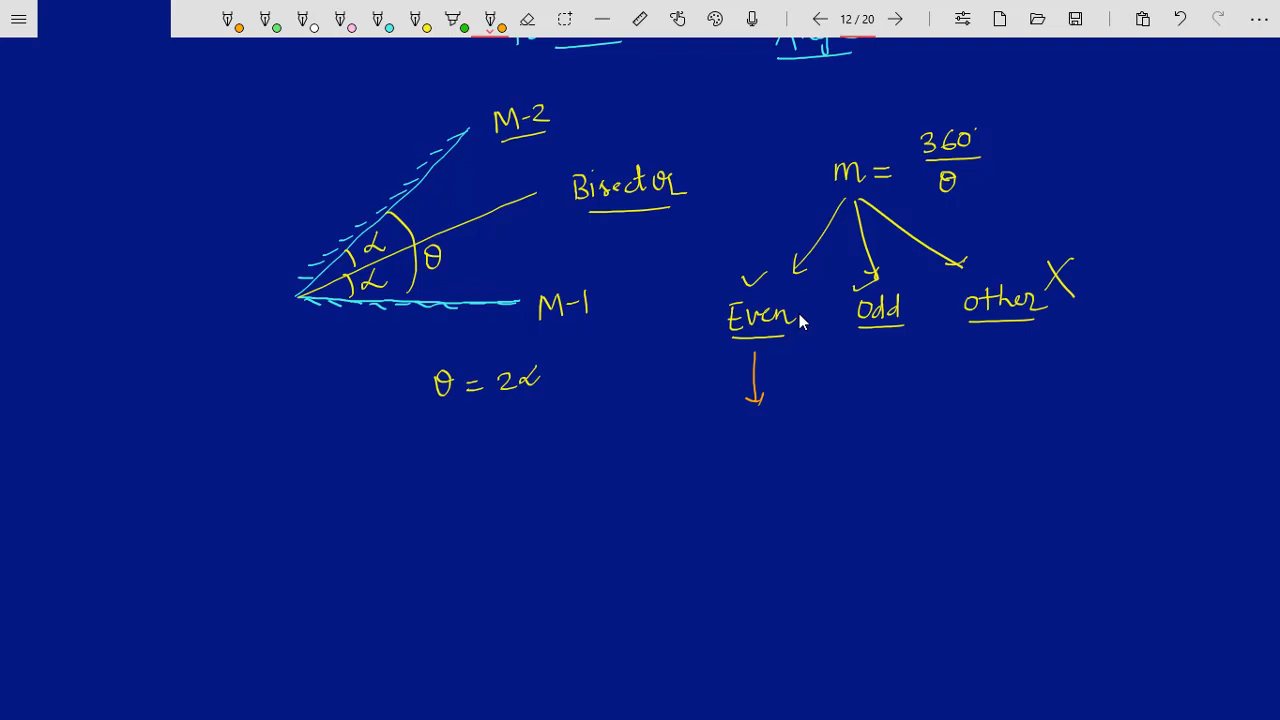 12 / 20
M-2
Bisector
m = 360° / θ
α
α
θ
M-1
Even
Odd
other
θ = 2α